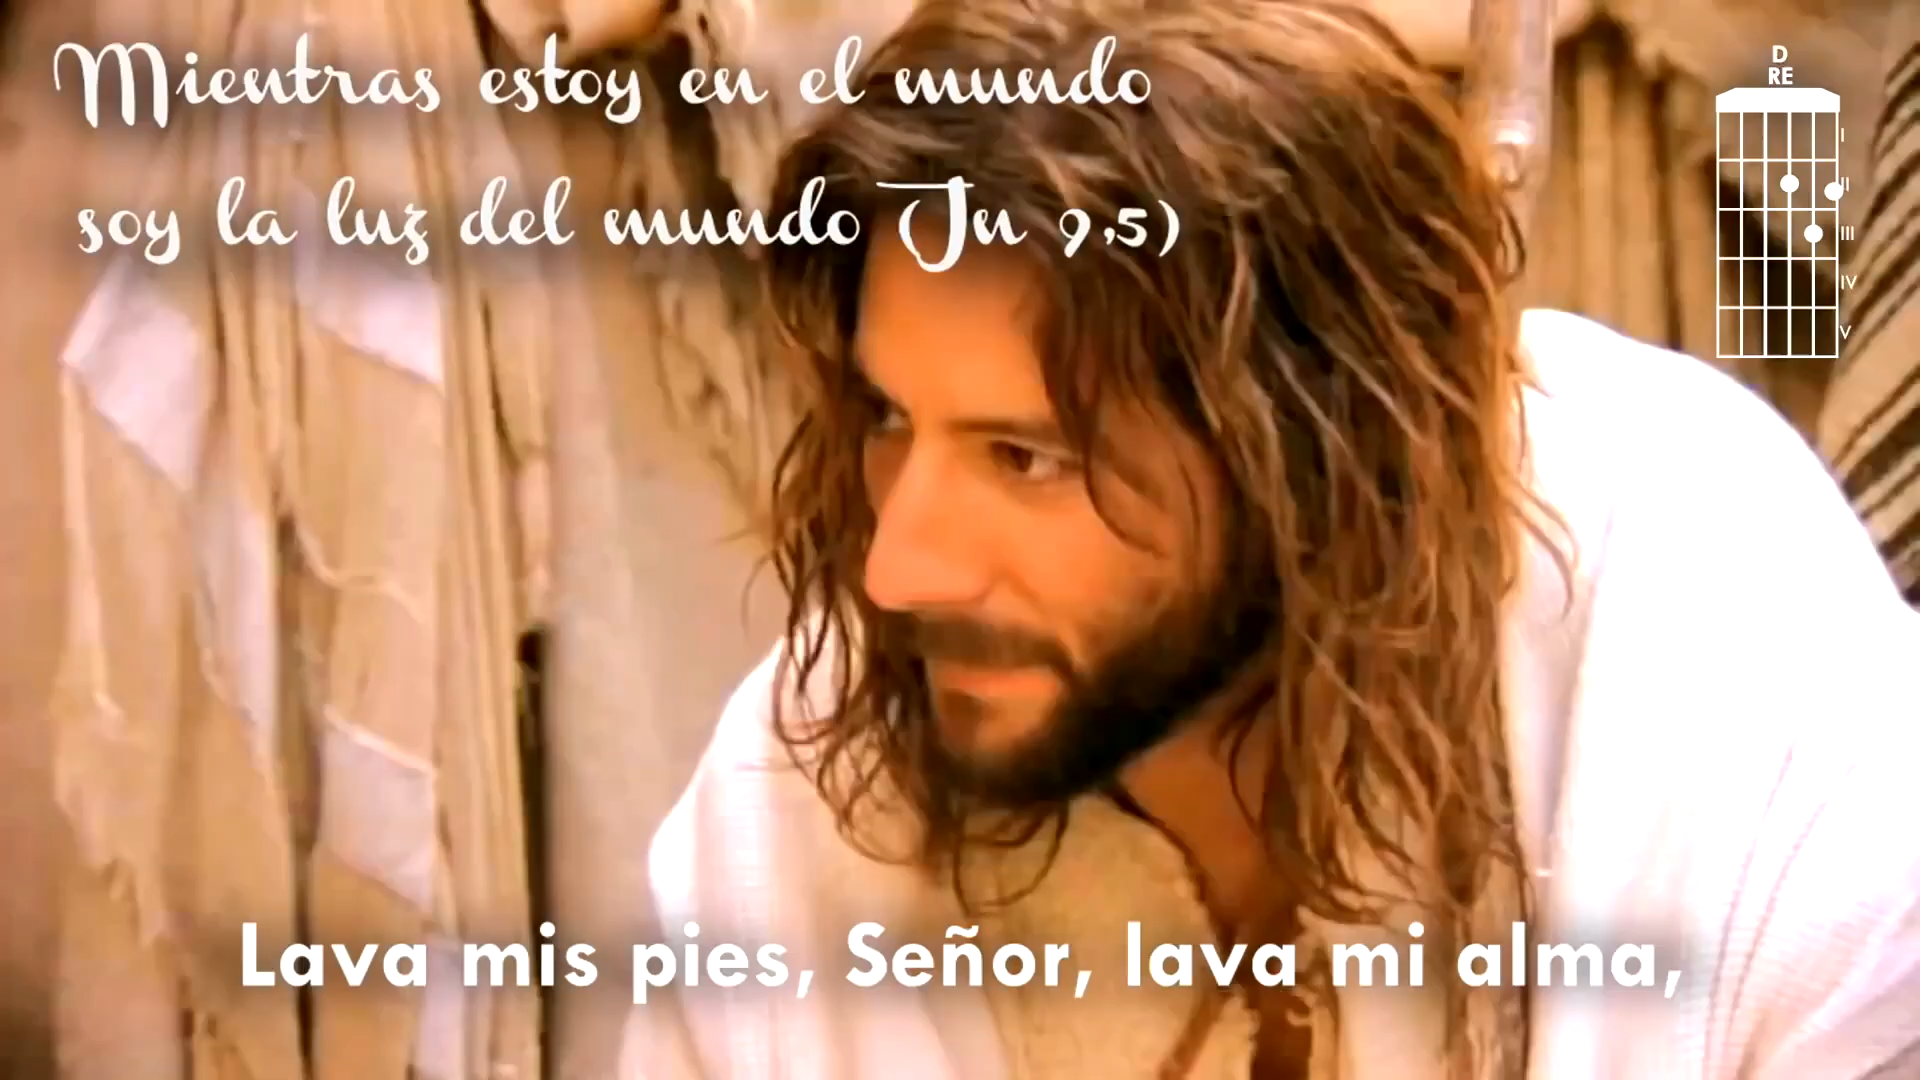 Mientras estoy en el mundo
soy la luz del mundo (Jn 9,5)
D
RE
I
II
III
IV
V
Lava mis pies, Señor, lava mi alma,